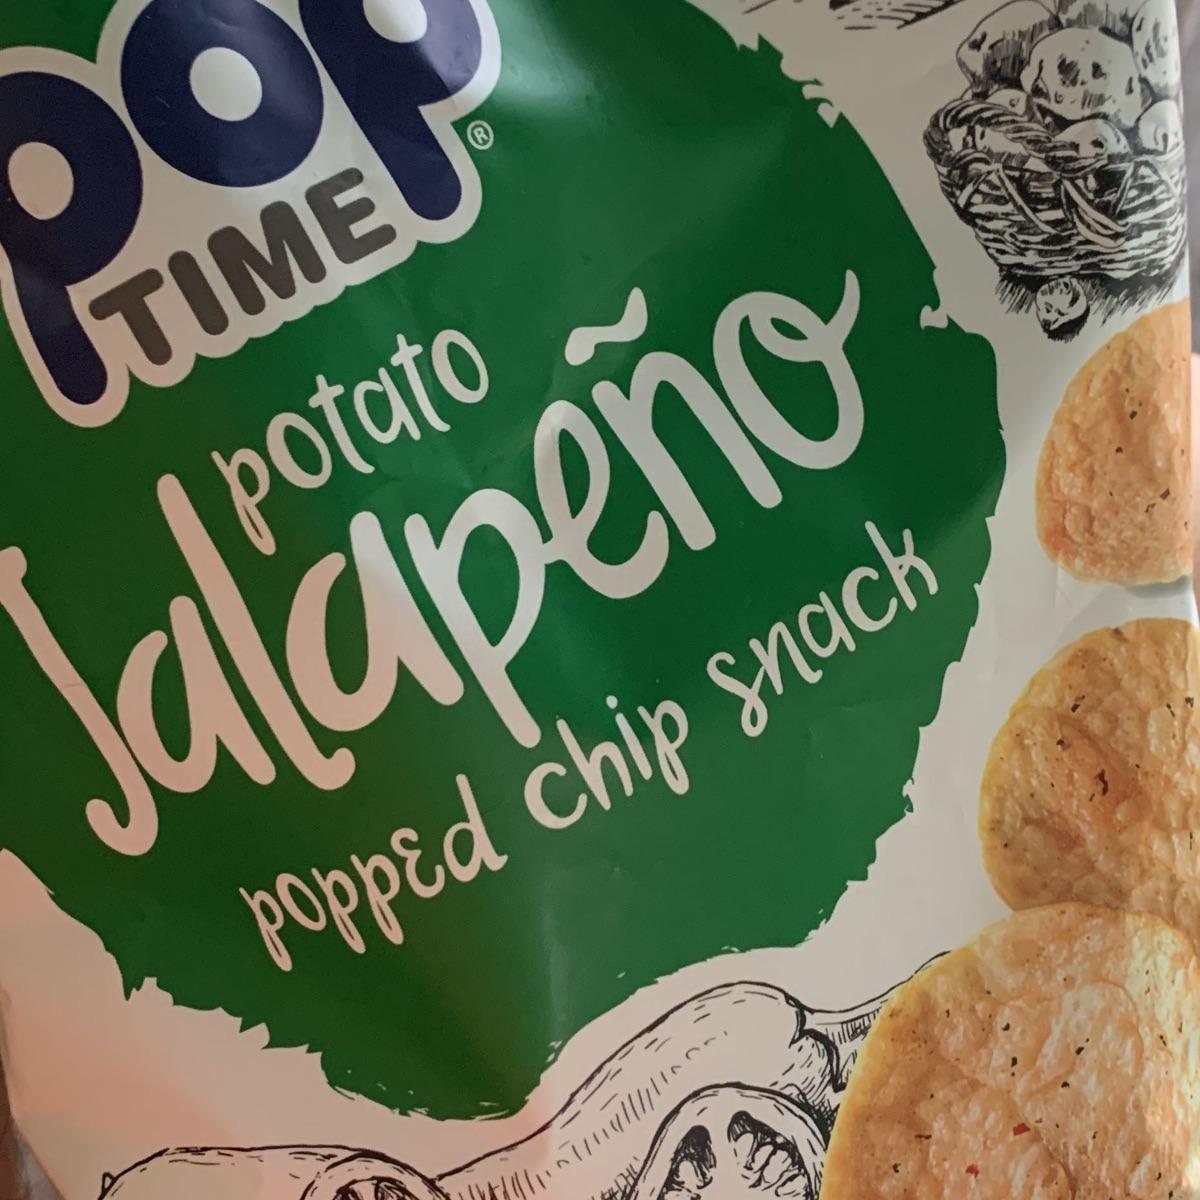 pop
TIME®
potato
Jalapeño
popped chip snack